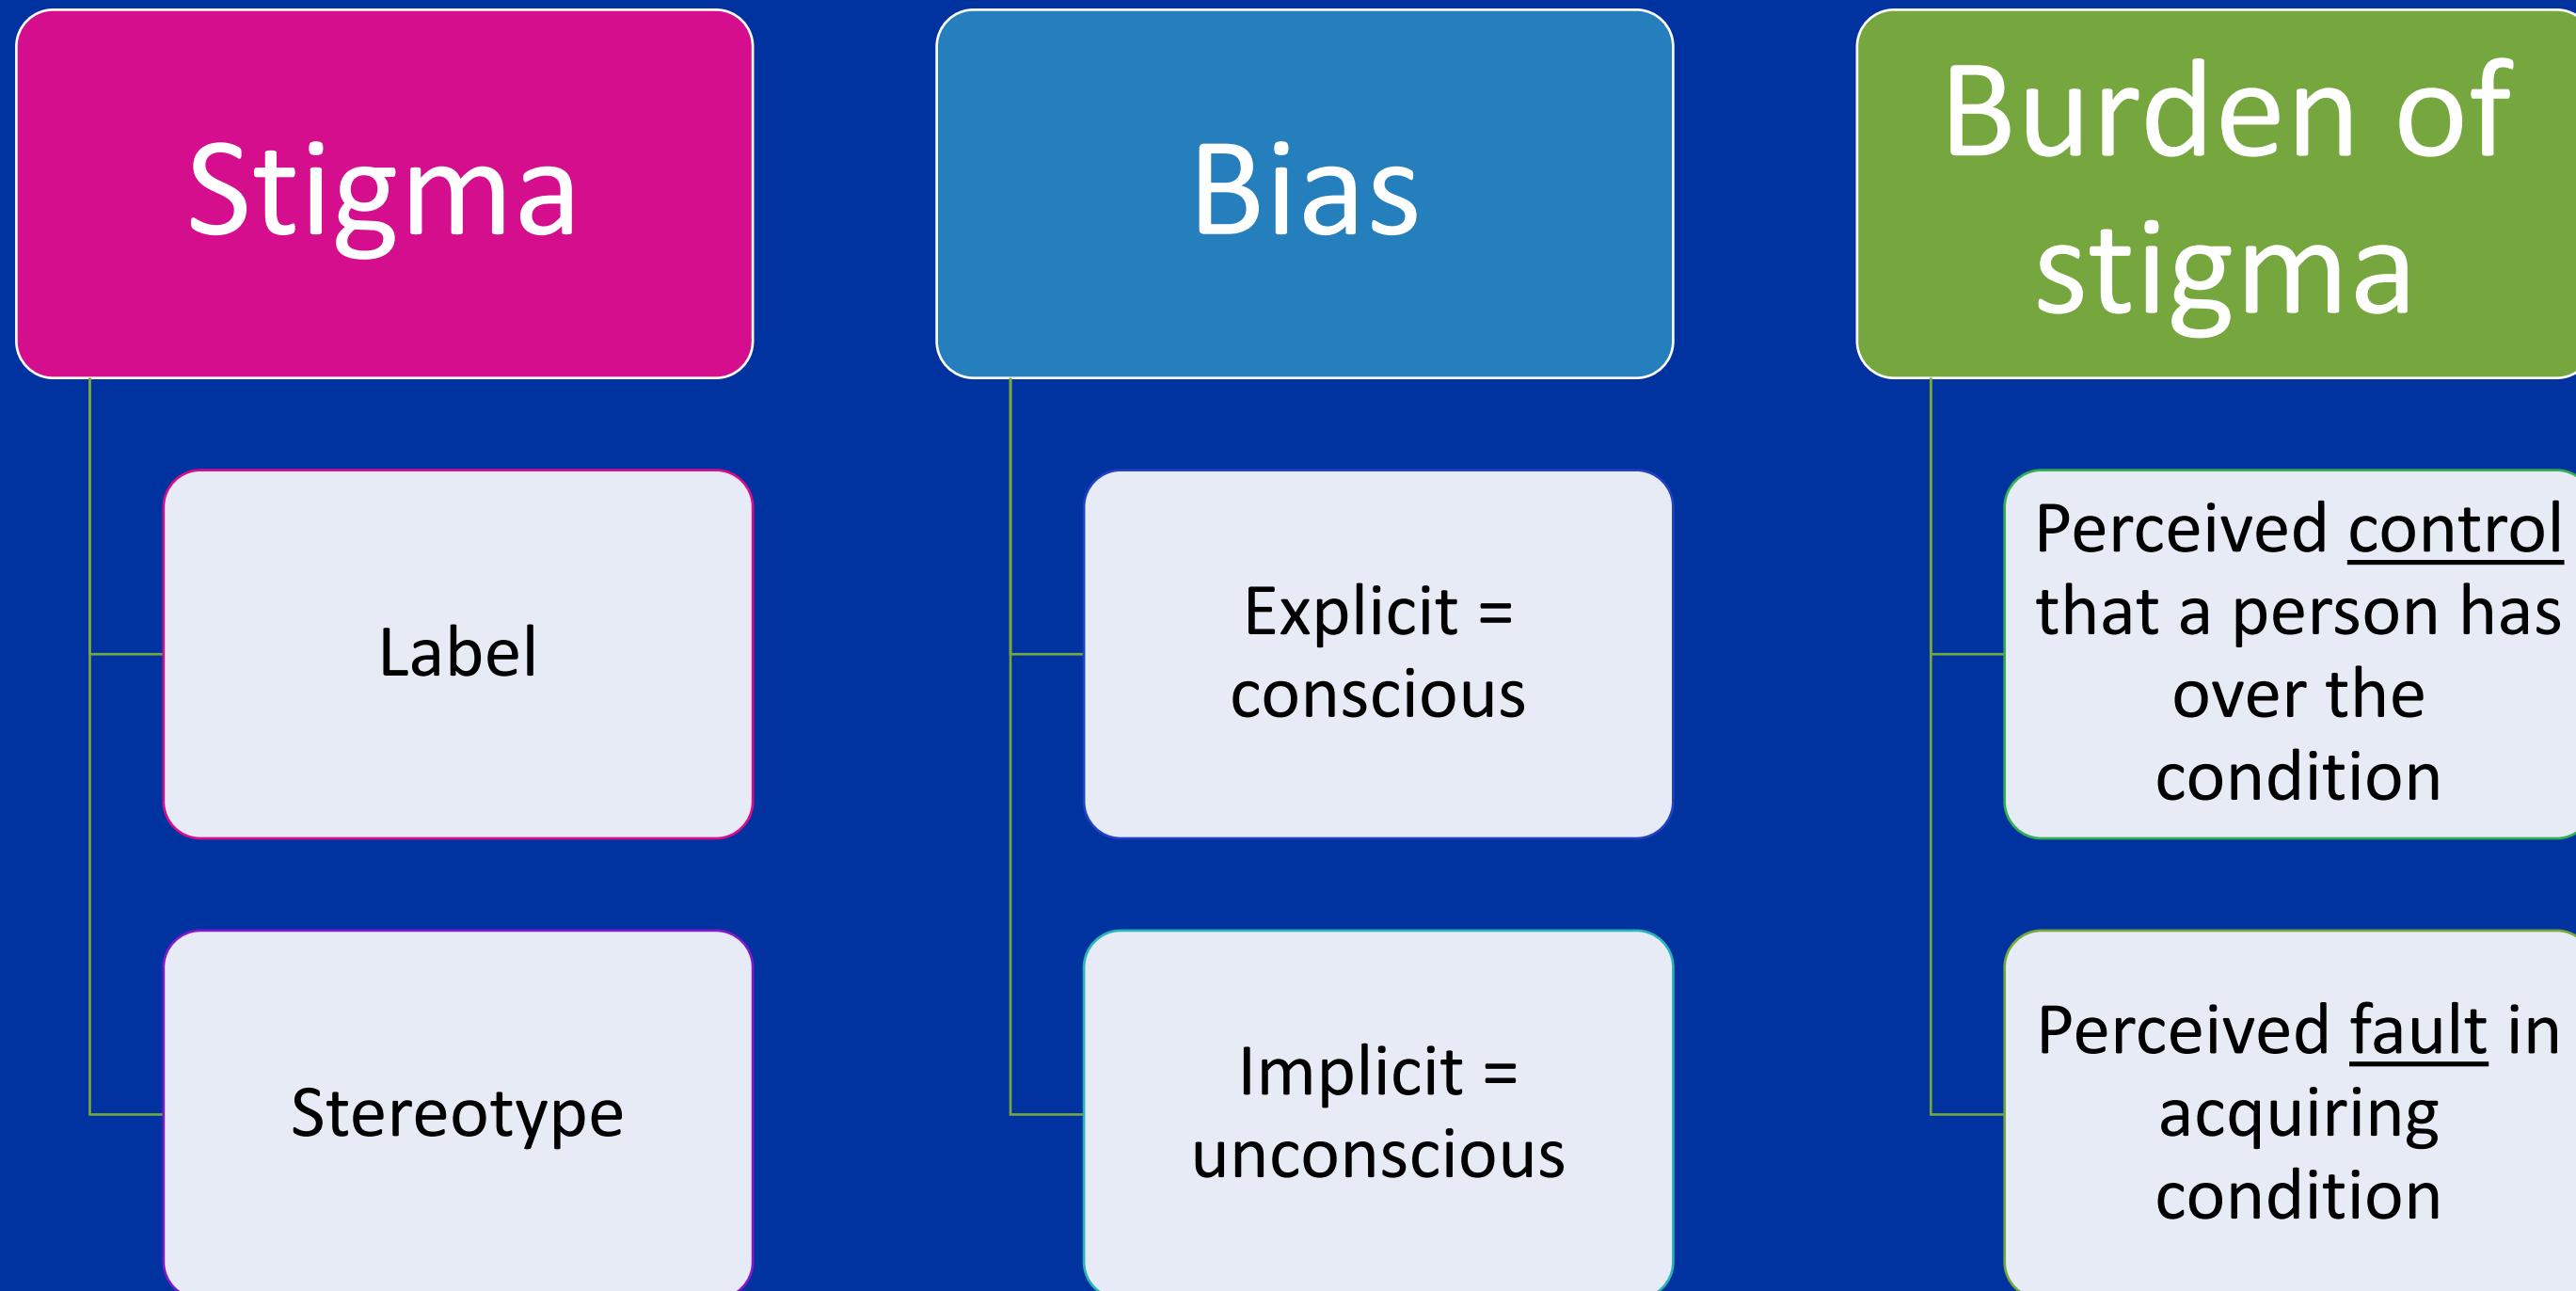 Stigma
Label
Stereotype
Bias
Explicit =
conscious
Implicit =
unconscious
Burden of
stigma
Perceived control
that a person has
over the
condition
Perceived fault in
acquiring
condition